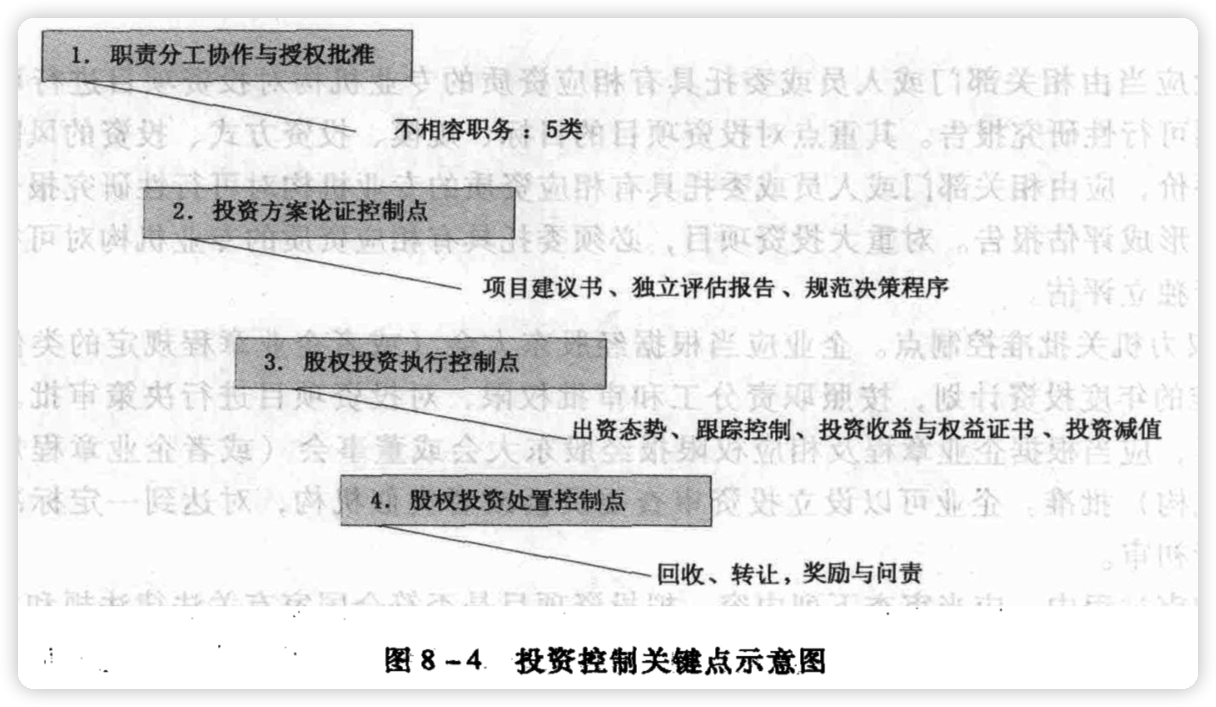 1. 职责分工协作与授权批准
不相容职务：5类
2. 投资方案论证控制点
项目建议书、独立评估报告、规范决策程序
3. 股权投资执行控制点
出资态势、跟踪控制、投资收益与权益证书、投资减值
4. 股权投资处置控制点
回收、转让，奖励与问责
图 8-4 投资控制关键点示意图